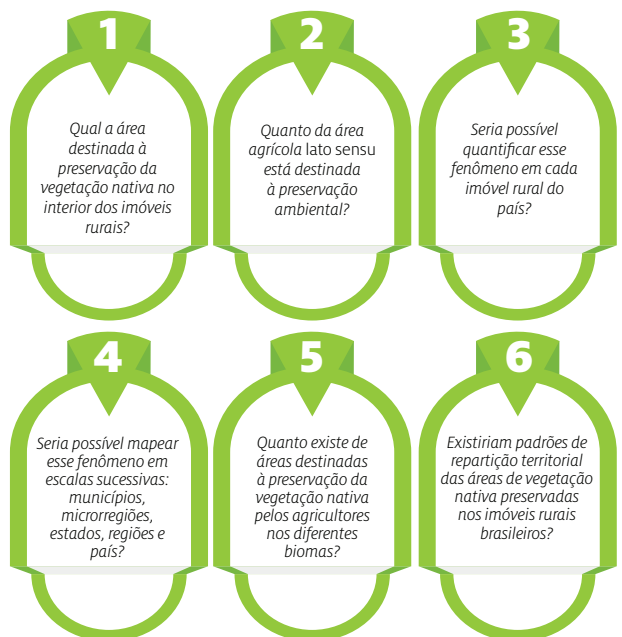 1
Qual a área
destinada à
preservação da
vegetação nativa no
interior dos imóveis
rurais?
2
Quanto da área
agrícola lato sensu
está destinada
à preservação
ambiental?
3
Seria possível
quantificar esse
fenômeno em cada
imóvel rural do
país?
4
Seria possível mapear
esse fenômeno em
escalas sucessivas:
municípios,
microrregiões,
estados, regiões e
país?
5
Quanto existe de
áreas destinadas
à preservação da
vegetação nativa
pelos agricultores
nos diferentes
biomas?
6
Existiriam padrões de
repartição territorial
das áreas de vegetação
nativa preservadas
nos imóveis rurais
brasileiros?